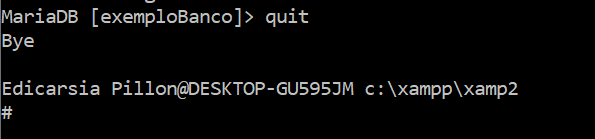 MariaDB [exemploBanco]> quit
Bye
Edicarsia Pillon@DESKTOP-GU595JM c:\xampp\xamp2
#